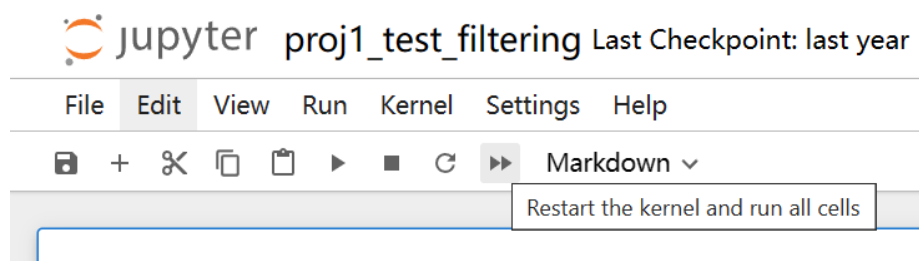 jupyter proj1_test_filtering Last Checkpoint: last year
File Edit View Run Kernel Settings Help
Markdown
Restart the kernel and run all cells